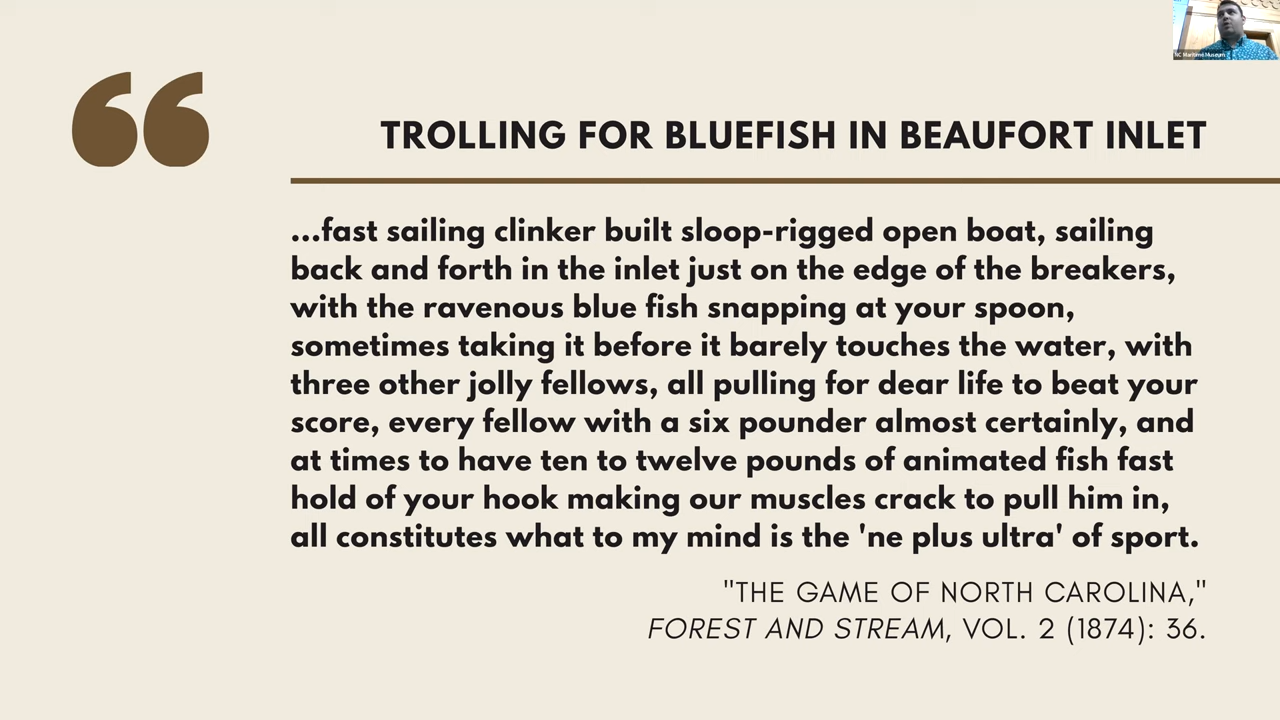 NC Maritime Museum
“
TROLLING FOR BLUEFISH IN BEAUFORT INLET
...fast sailing clinker built sloop-rigged open boat, sailing
back and forth in the inlet just on the edge of the breakers,
with the ravenous blue fish snapping at your spoon,
sometimes taking it before it barely touches the water, with
three other jolly fellows, all pulling for dear life to beat your
score, every fellow with a six pounder almost certainly, and
at times to have ten to twelve pounds of animated fish fast
hold of your hook making our muscles crack to pull him in,
all constitutes what to my mind is the 'ne plus ultra' of sport.
"THE GAME OF NORTH CAROLINA,"
FOREST AND STREAM, VOL. 2 (1874): 36.